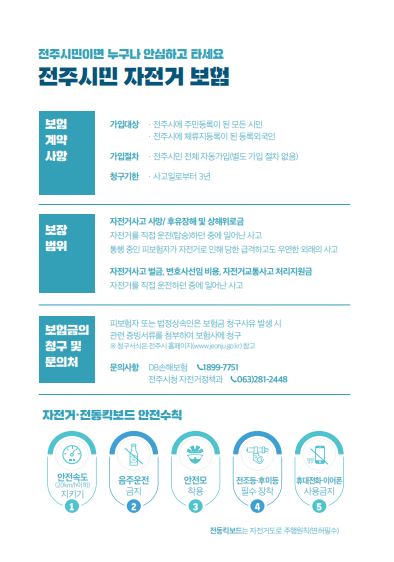 전주시민이면 누구나 안심하고 타세요
전주시민 자전거 보험
보험
계약
사항
가입대상 · 전주시에 주민등록이 된 모든 시민
· 전주시에 체류지등록이 된 등록외국인
가입절차 · 전주시민 전체 자동가입(별도 가입 절차 없음)
청구기한 · 사고일로부터 3년
보장
범위
자전거사고 사망/ 후유장해 및 상해위로금
자전거를 직접 운전(탑승)하던 중에 일어난 사고
통행 중인 피보험자가 자전거로 인해 당한 급격하고도 우연한 외래의 사고
자전거사고 벌금, 변호사선임 비용, 자전거교통사고 처리지원금
자전거를 직접 운전하던 중에 일어난 사고
보험금의
청구 및
문의처
피보험자 또는 법정상속인은 보험금 청구사유 발생 시
관련 증빙서류를 첨부하여 보험사에 청구
※ 청구서식은 전주시 홈페이지(www.jeonju.go.kr) 참고
문의사항 DB손해보험 1899-7751
전주시청 자전거정책과 063)281-2448
자전거·전동킥보드 안전수칙
안전속도
(20km/h이하)
지키기
1
음주운전
금지
2
안전모
착용
3
전조등·후미등
필수 장착
4
휴대전화·이어폰
사용금지
5
전동킥보드는 자전거도로 주행원칙(면허필수)